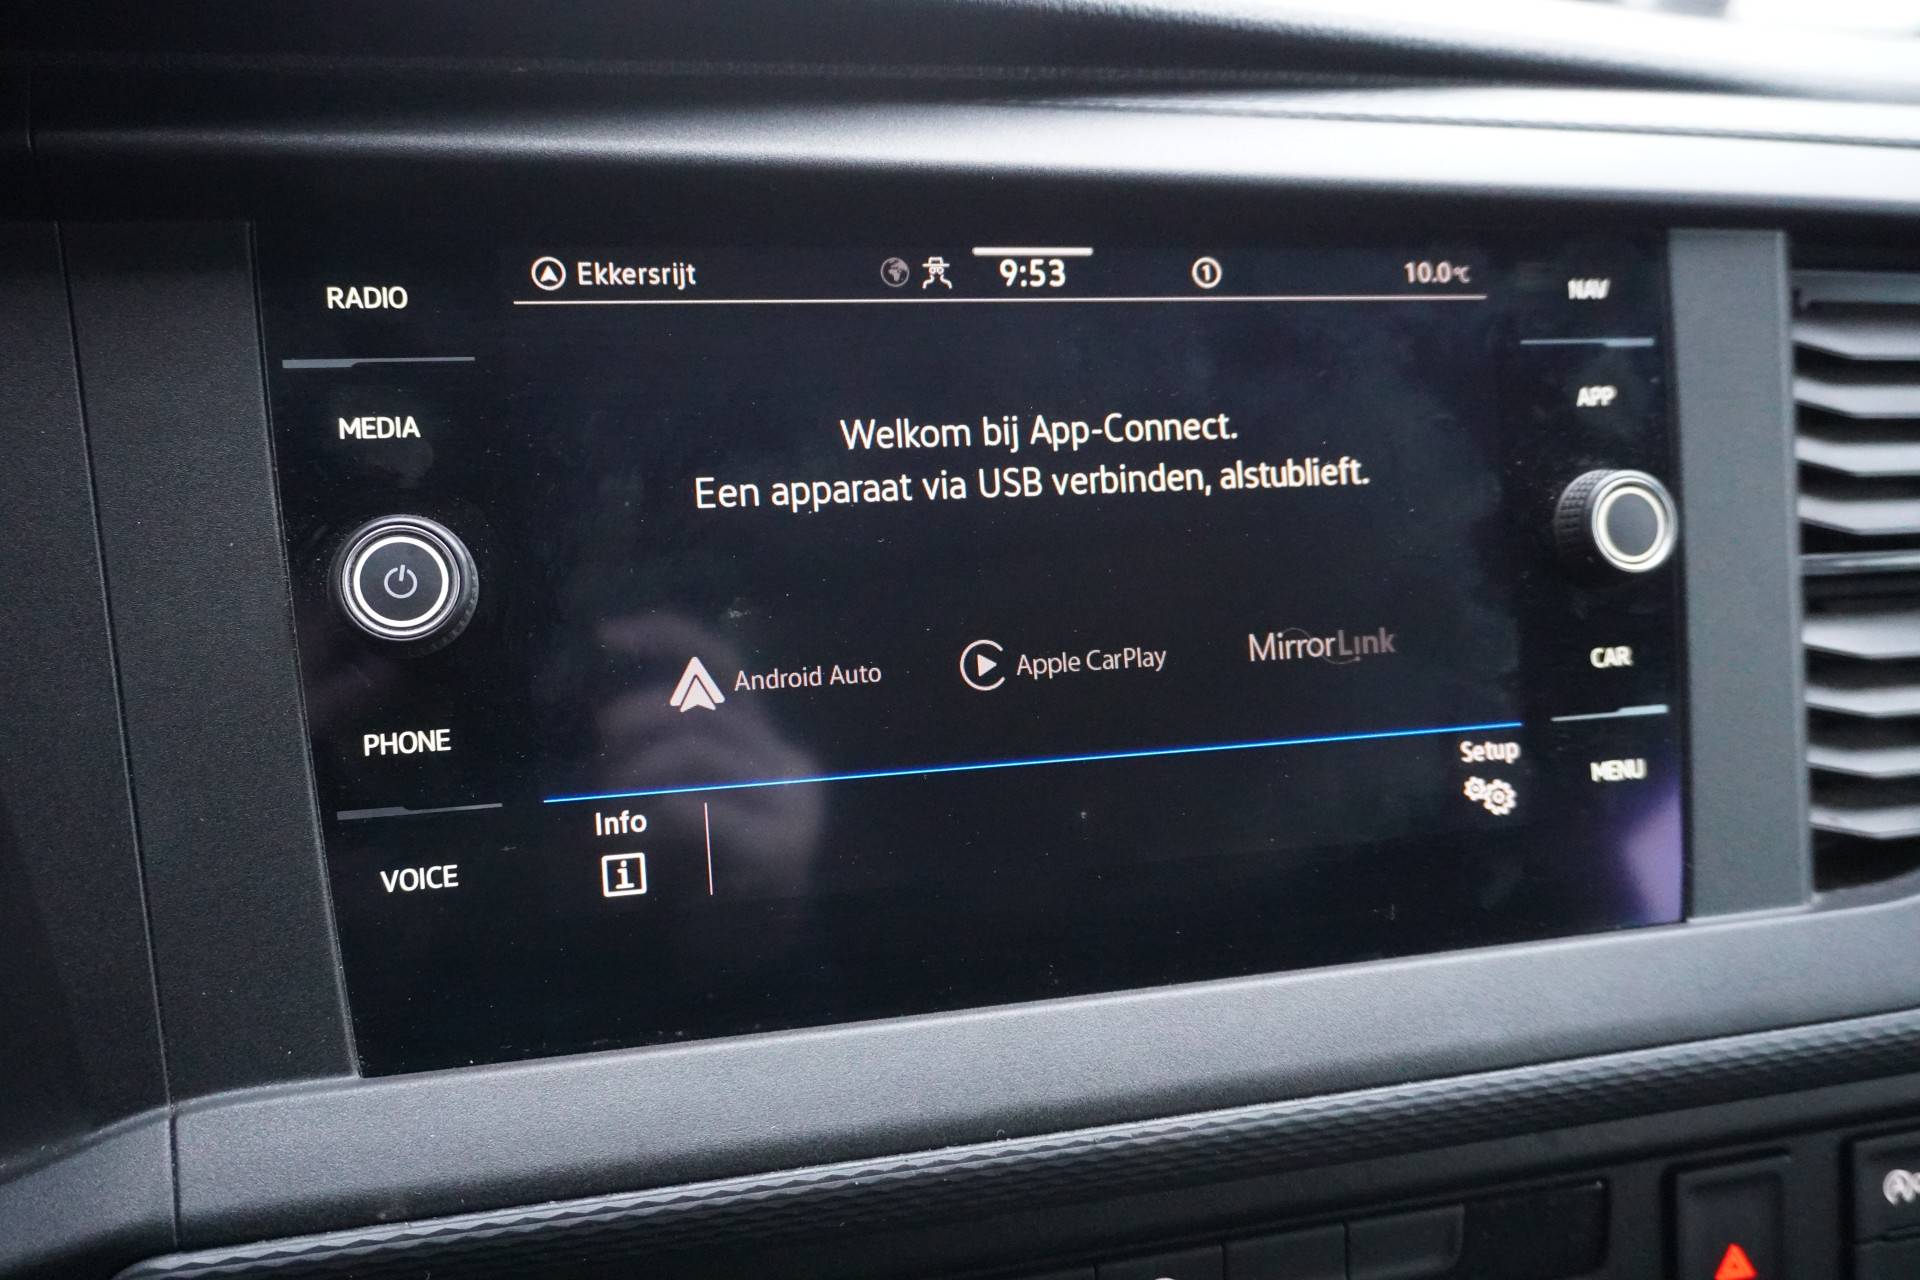 RADIO
MEDIA
PHONE
VOICE
Ekkersrijt
9:53
1
10.0°C
Welkom bij App-Connect.
Een apparaat via USB verbinden, alstublieft.
Android Auto
Apple CarPlay
MirrorLink
Info
i
Setup
NAV
APP
CAR
MENU